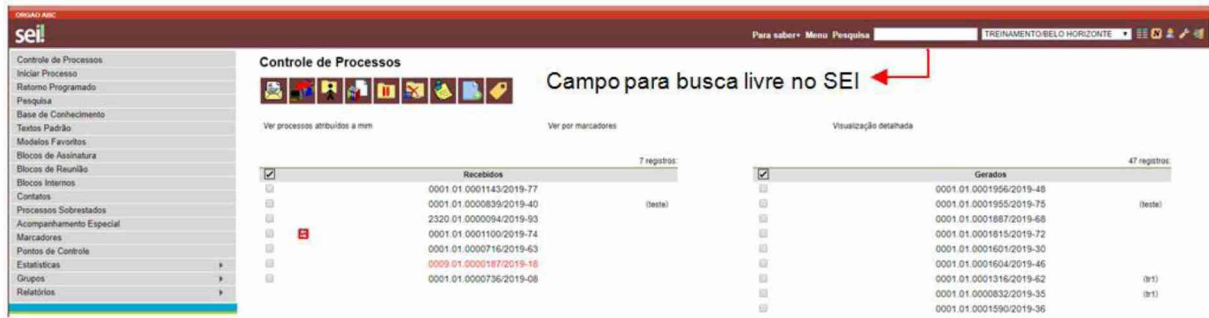 ORGAO ABC
sei!
Para saber+ Menu Pesquisa
TREINAMENTO/BELO HORIZONTE
Controle de Processos
Iniciar Processo
Retorno Programado
Pesquisa
Base de Conhecimento
Textos Padrão
Modelos Favoritos
Blocos de Assinatura
Blocos de Reunião
Blocos Internos
Contatos
Processos Sobrestados
Acompanhamento Especial
Marcadores
Pontos de Controle
Estatísticas
Grupos
Relatórios
Controle de Processos
Campo para busca livre no SEI
Ver processos atribuídos a mim
Ver por marcadores
Visualização detalhada
7 registros:
Recebidos
0001.01.0001143/2019-77
0001.01.0000839/2019-40 (teste)
2320.01.0000094/2019-93
0001.01.0001100/2019-74
0001.01.0000716/2019-63
0009.01.0000187/2019-18
0001.01.0000736/2019-08
47 registros:
Gerados
0001.01.0001956/2019-48
0001.01.0001955/2019-75 (teste)
0001.01.0001887/2019-68
0001.01.0001815/2019-72
0001.01.0001601/2019-30
0001.01.0001604/2019-46
0001.01.0001316/2019-62 (tr1)
0001.01.0000832/2019-35 (tr1)
0001.01.0001590/2019-36